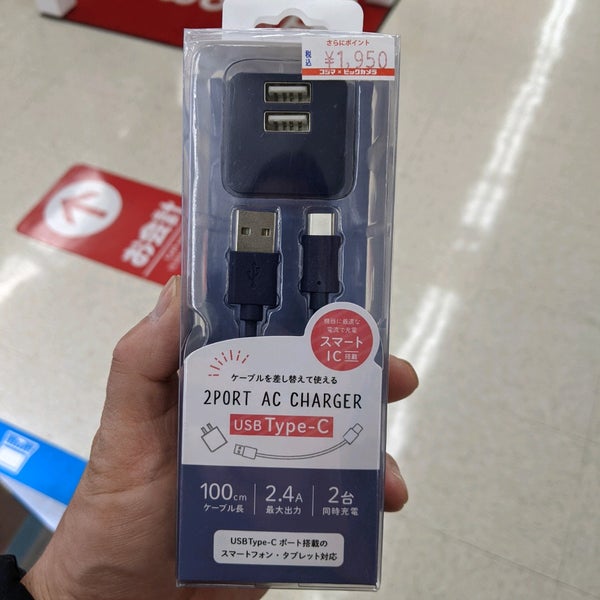 さらにポイント
税込
¥1,950
コジマ×ビックカメラ
お会計
機器に最適な
電流で充電
スマート
IC搭載
ケーブルを差し替えて使える
2PORT AC CHARGER
USB Type-C
100cm
ケーブル長
2.4A
最大出力
2台
同時充電
USB Type-C ポート搭載の
スマートフォン・タブレット対応